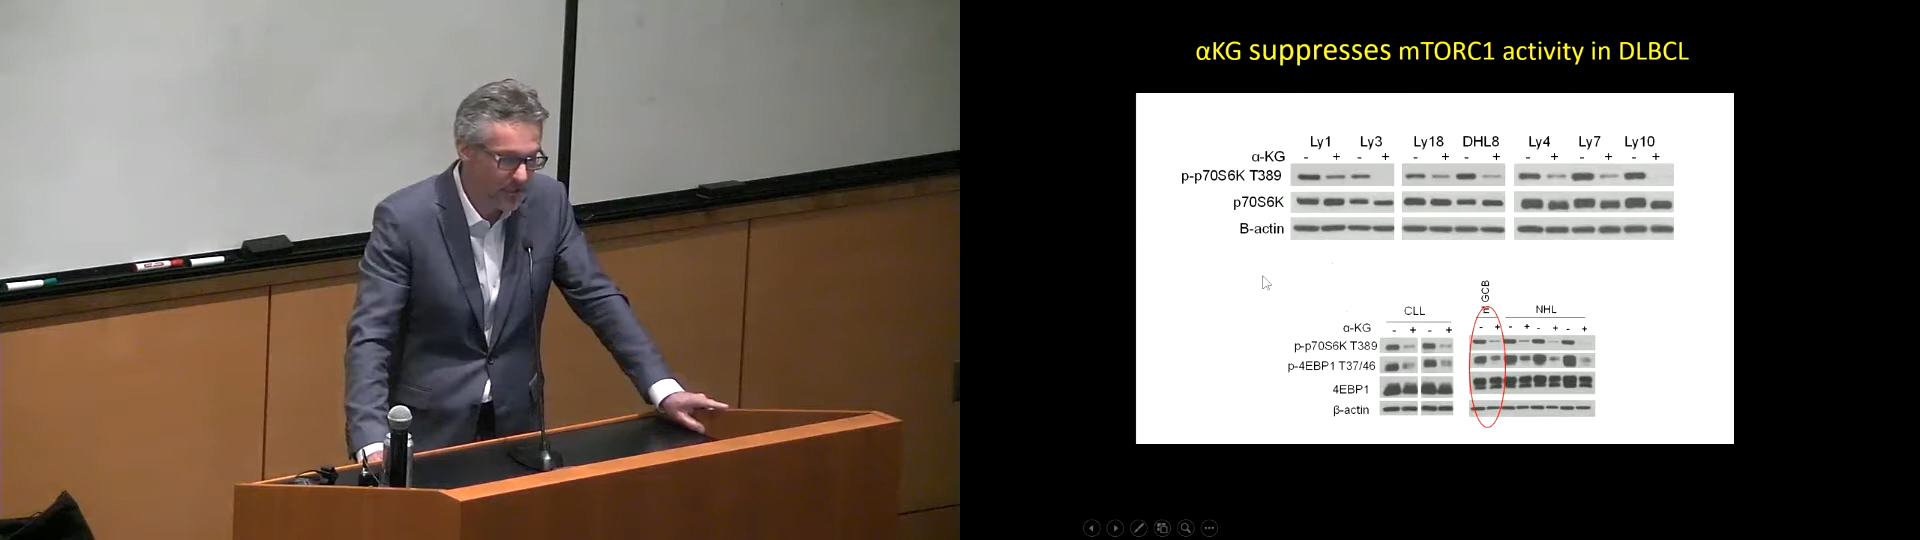 αKG suppresses mTORC1 activity in DLBCL
Ly1 Ly3 Ly18 DHL8 Ly4 Ly7 Ly10
α-KG - + - + - + - + - + - + - +
p-p70S6K T389
p70S6K
B-actin
CLL GCB NHL
α-KG - + - + - + - + - + - +
p-p70S6K T389
p-4EBP1 T37/46
4EBP1
β-actin